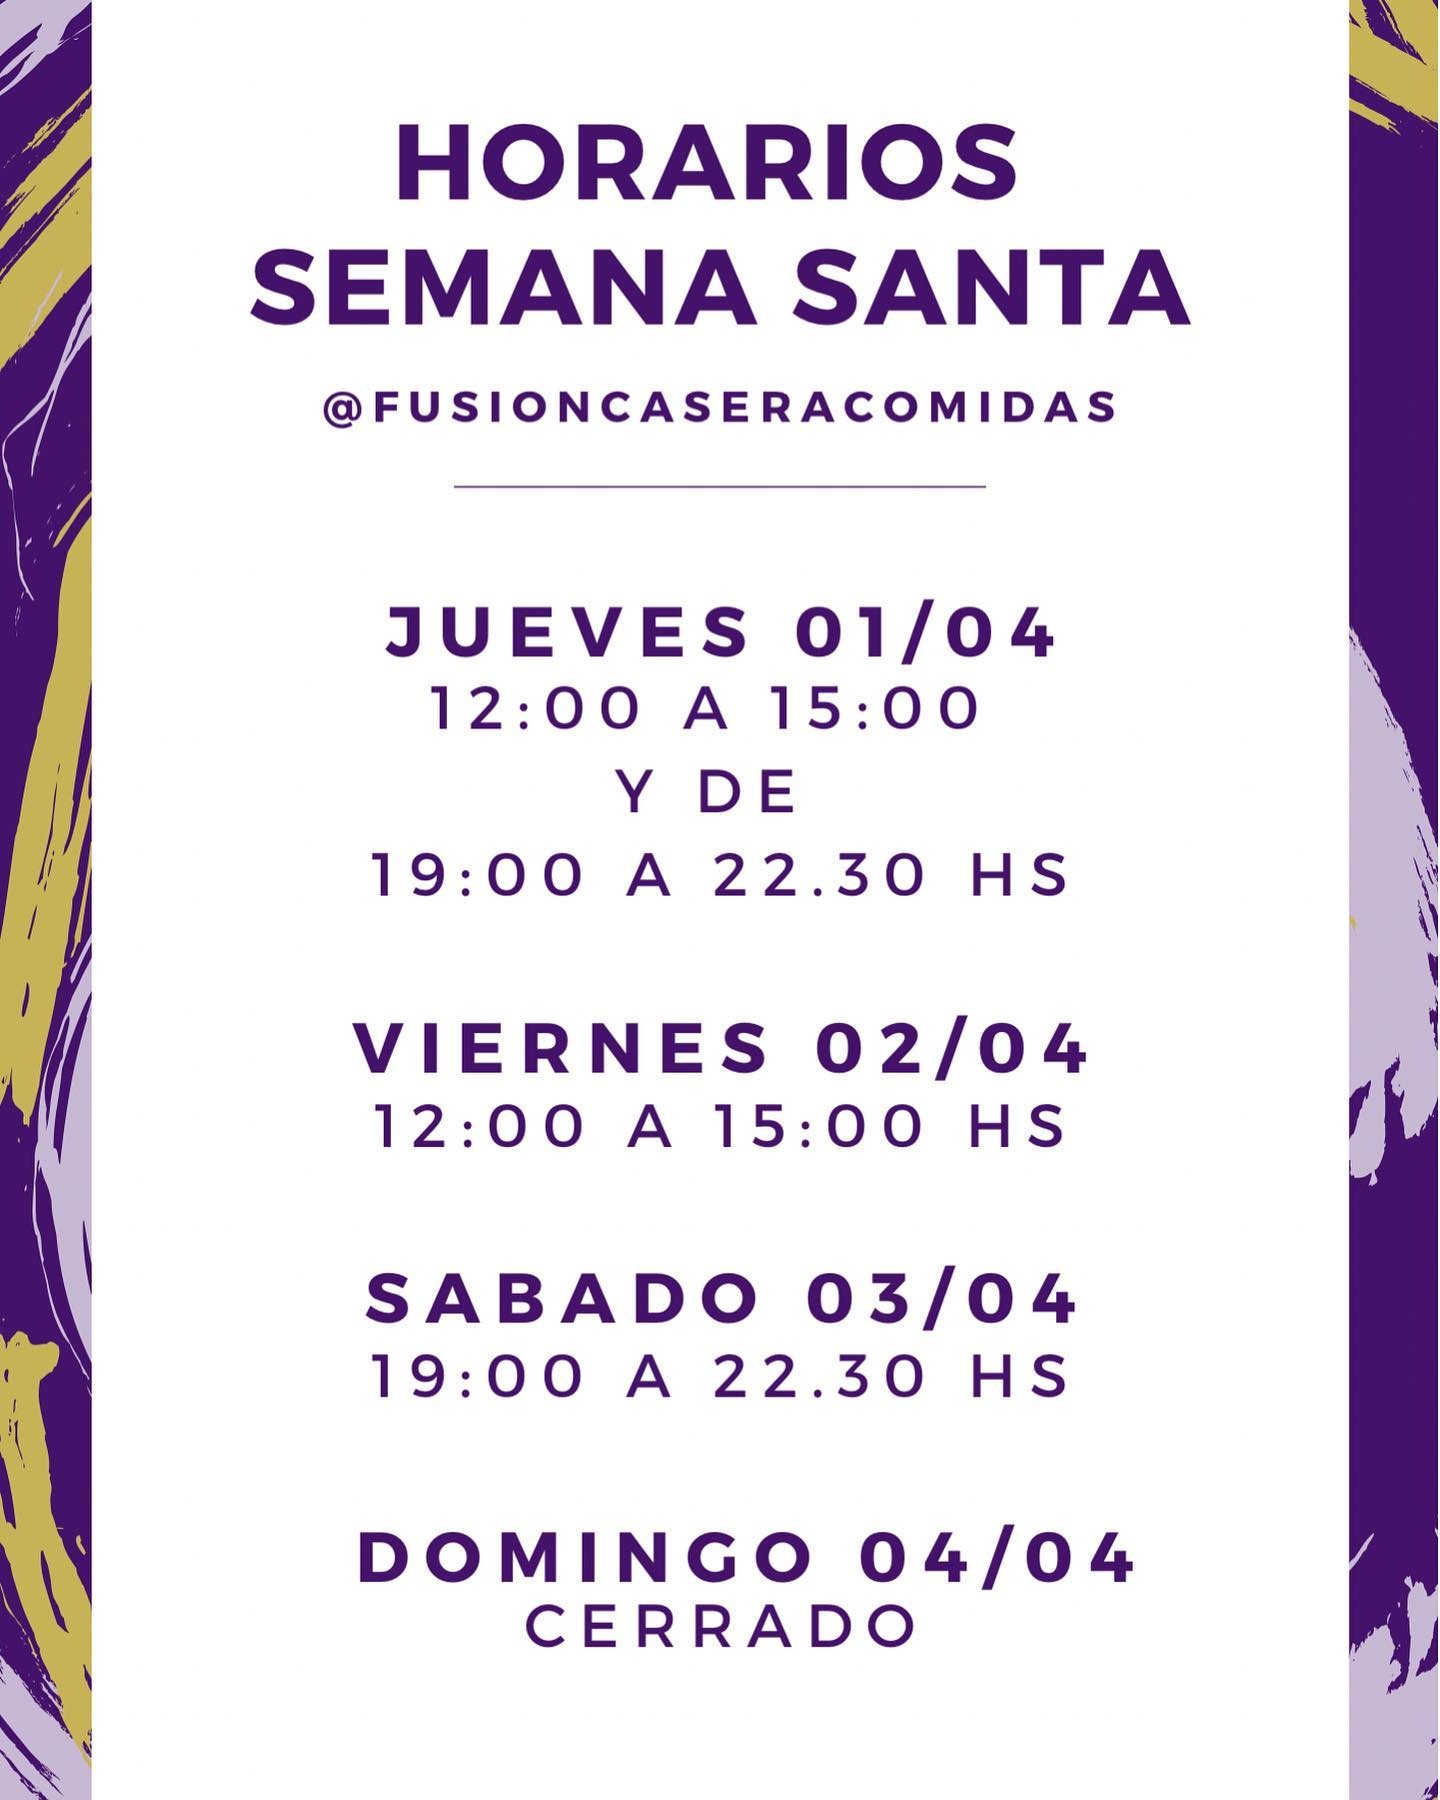 HORARIOS
SEMANA SANTA
@FUSIONCASERACOMIDAS
JUEVES 01/04
12:00 A 15:00
Y DE
19:00 A 22.30 HS
VIERNES 02/04
12:00 A 15:00 HS
SABADO 03/04
19:00 A 22.30 HS
DOMINGO 04/04
CERRADO